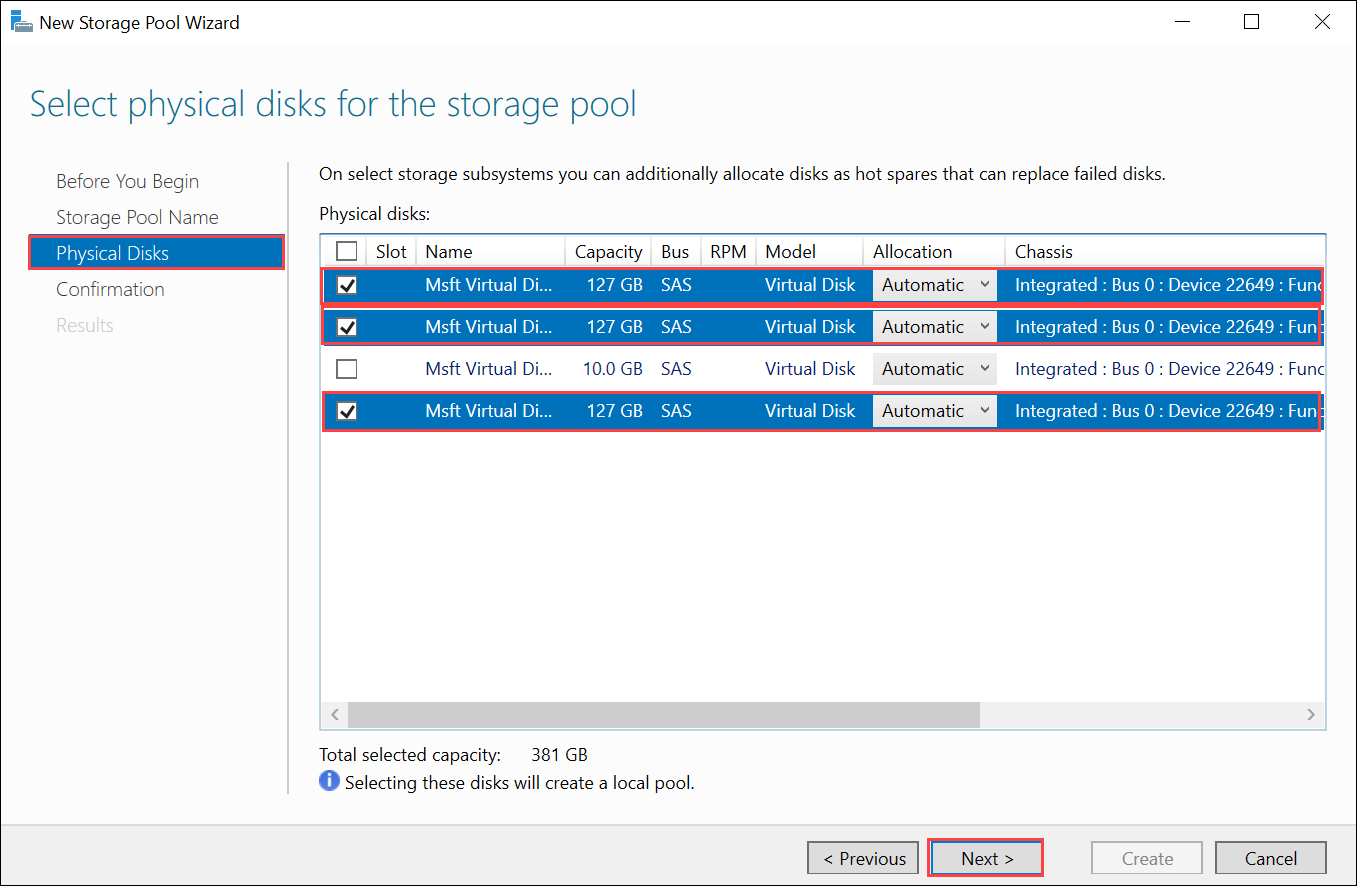 New Storage Pool Wizard
Select physical disks for the storage pool
Before You Begin
Storage Pool Name
Physical Disks
Confirmation
Results
On select storage subsystems you can additionally allocate disks as hot spares that can replace failed disks.
Physical disks:
Slot Name Capacity Bus RPM Model Allocation Chassis
Msft Virtual Di... 127 GB SAS Virtual Disk Automatic Integrated : Bus 0 : Device 22649 : Func
Msft Virtual Di... 127 GB SAS Virtual Disk Automatic Integrated : Bus 0 : Device 22649 : Func
Msft Virtual Di... 10.0 GB SAS Virtual Disk Automatic Integrated : Bus 0 : Device 22649 : Func
Msft Virtual Di... 127 GB SAS Virtual Disk Automatic Integrated : Bus 0 : Device 22649 : Func
Total selected capacity: 381 GB
Selecting these disks will create a local pool.
< Previous Next > Create Cancel